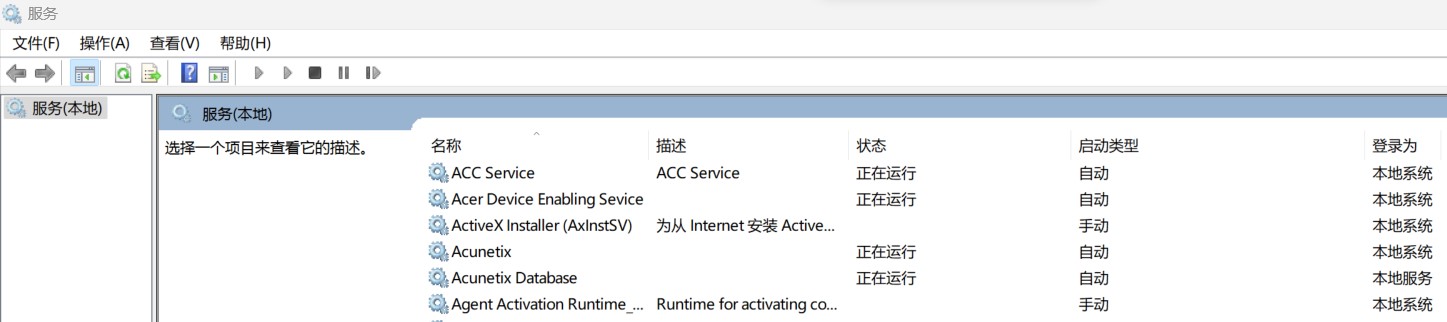 服务
文件(F) 操作(A) 查看(V) 帮助(H)
服务(本地)
服务(本地)
选择一个项目来查看它的描述。
名称 描述 状态 启动类型 登录为
ACC Service ACC Service 正在运行 自动 本地系统
Acer Device Enabling Sevice 正在运行 自动 本地系统
ActiveX Installer (AxInstSV) 为从 Internet 安装 Active... 手动 本地系统
Acunetix 正在运行 自动 本地系统
Acunetix Database 正在运行 自动 本地服务
Agent Activation Runtime_... Runtime for activating co... 手动 本地系统